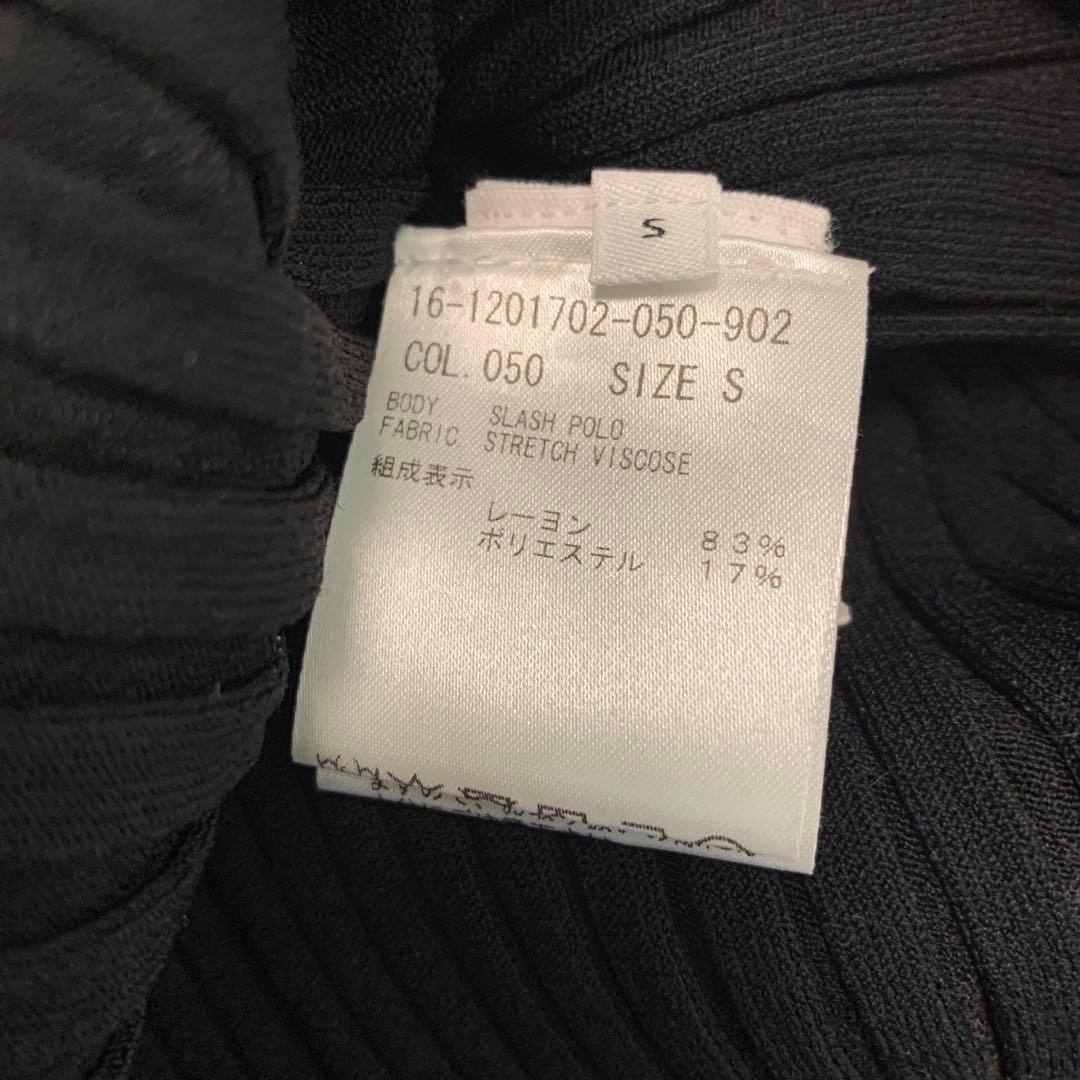 S
16-1201702-050-902
COL. 050 SIZE S
BODY SLASH POLO
FABRIC STRETCH VISCOSE
組成表示
レーヨン 83%
ポリエステル 17%